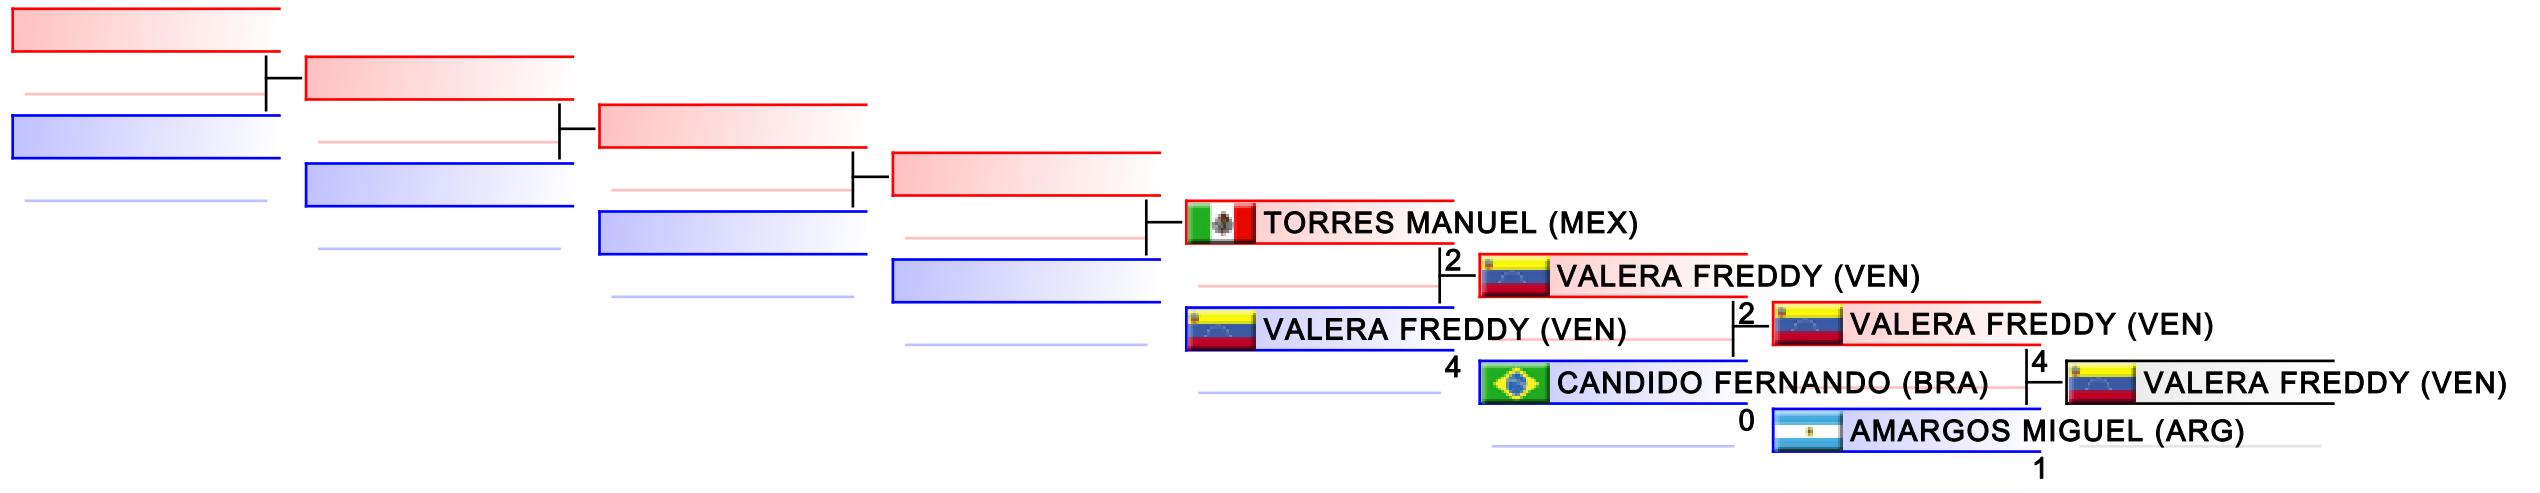 TORRES MANUEL (MEX)
2
VALERA FREDDY (VEN)
VALERA FREDDY (VEN)
4
2
CANDIDO FERNANDO (BRA)
0
VALERA FREDDY (VEN)
4
AMARGOS MIGUEL (ARG)
1
VALERA FREDDY (VEN)